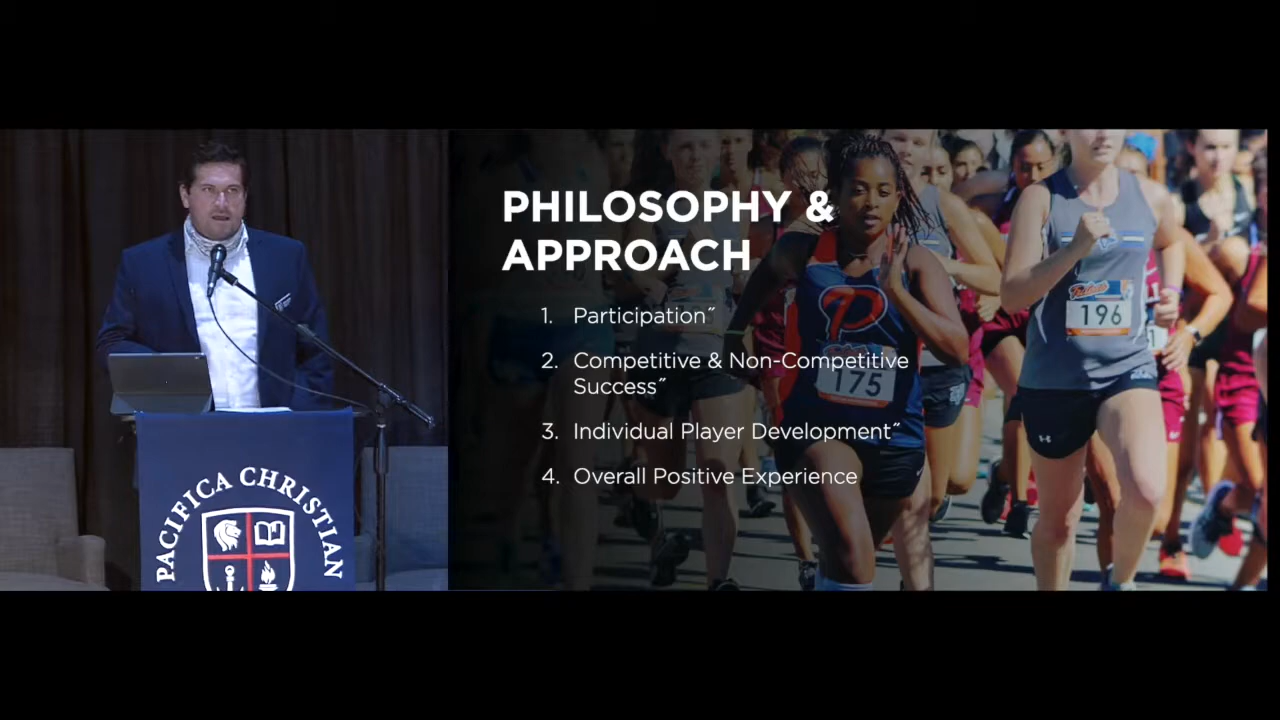 PHILOSOPHY &
APPROACH
1. Participation˝
2. Competitive & Non-Competitive
Success˝
3. Individual Player Development˝
4. Overall Positive Experience
P
175
196
PACIFICA CHRISTIAN